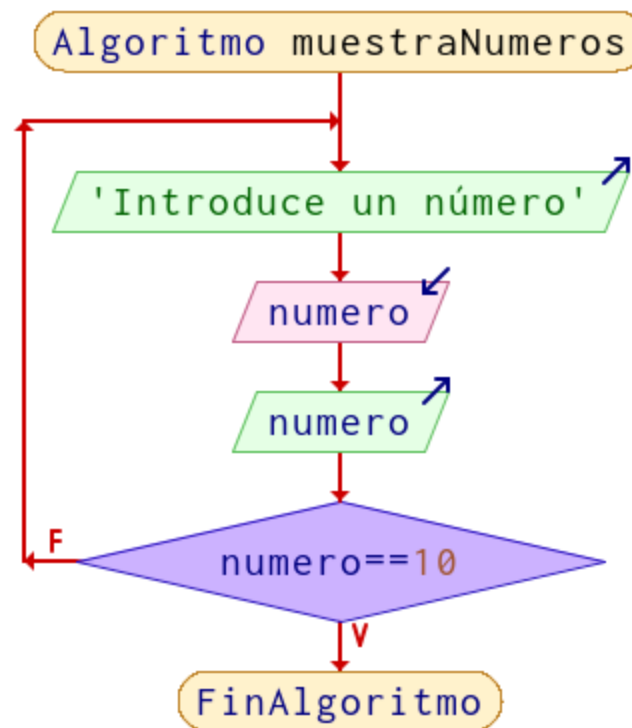 Algoritmo muestraNumeros
'Introduce un número'
numero
numero
numero==10
F
V
FinAlgoritmo